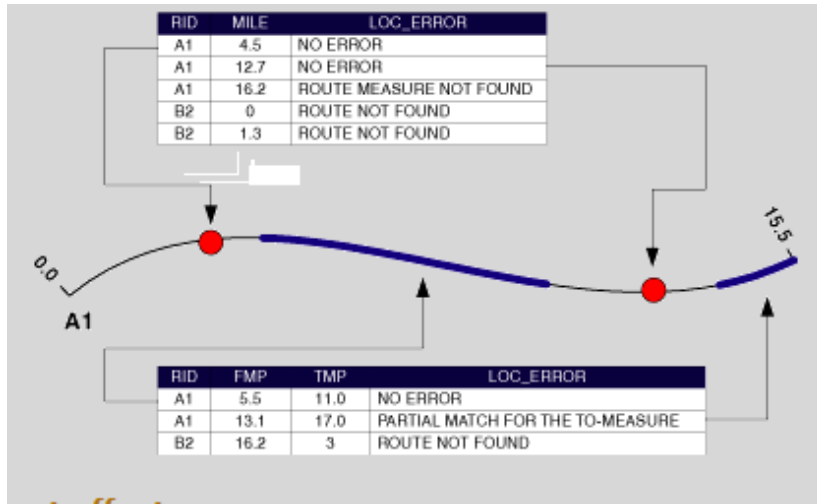 RID MILE LOC_ERROR
A1 4.5 NO ERROR
A1 12.7 NO ERROR
A1 16.2 ROUTE MEASURE NOT FOUND
B2 0 ROUTE NOT FOUND
B2 1.3 ROUTE NOT FOUND
15.5
0.0
A1
RID FMP TMP LOC_ERROR
A1 5.5 11.0 NO ERROR
A1 13.1 17.0 PARTIAL MATCH FOR THE TO-MEASURE
B2 16.2 3 ROUTE NOT FOUND